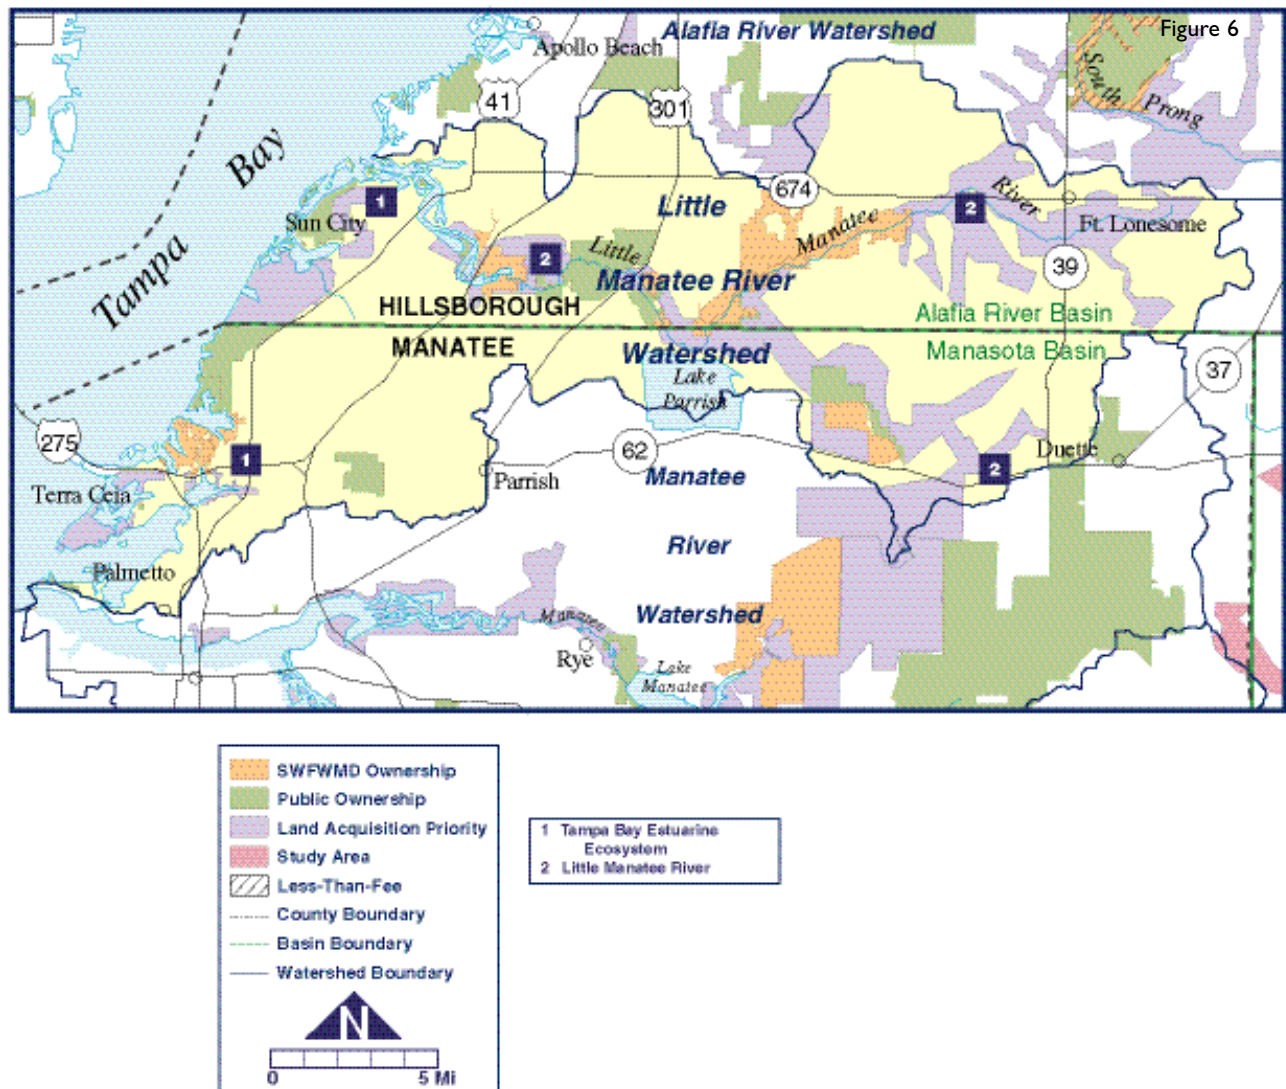 Figure 6
Alafia River Watershed
Apollo Beach
South
Prong
41
301
Bay
Tampa
674
1
Sun City
Little
2
River
Manatee
Ft. Lonesome
2
Little
39
Manatee River
HILLSBOROUGH
Alafia River Basin
MANATEE
Watershed
Manasota Basin
Lake
Parrish
37
275
62
1
Duette
2
Parrish
Manatee
Terra Ceia
River
Palmetto
Watershed
Manatee
Rye
Lake
Manatee
SWFWMD Ownership
Public Ownership
Land Acquisition Priority
Study Area
Less-Than-Fee
County Boundary
Basin Boundary
Watershed Boundary
N
0 5 Mi
1 Tampa Bay Estuarine
Ecosystem
2 Little Manatee River